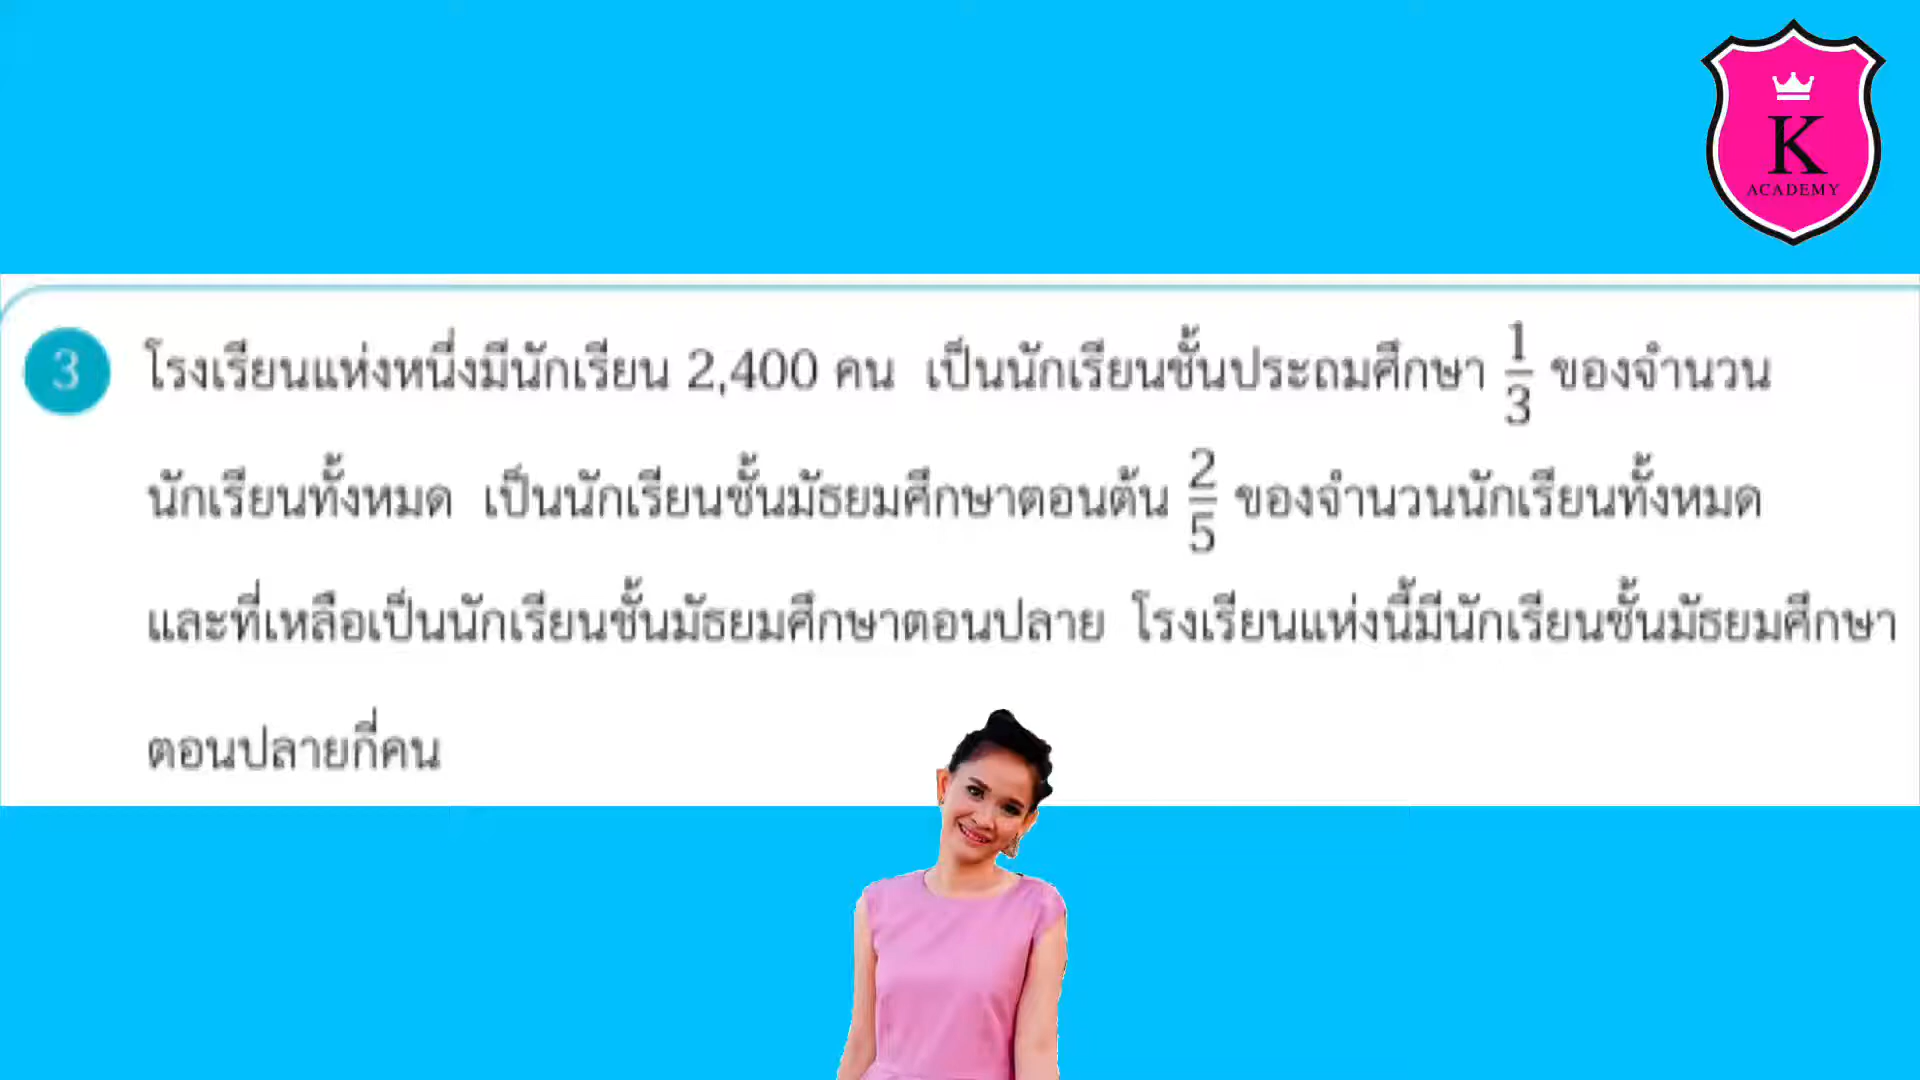 K
ACADEMY
3 โรงเรียนแห่งหนึ่งมีนักเรียน 2,400 คน เป็นนักเรียนชั้นประถมศึกษา 1/3 ของจำนวน
นักเรียนทั้งหมด เป็นนักเรียนชั้นมัธยมศึกษาตอนต้น 2/5 ของจำนวนนักเรียนทั้งหมด
และที่เหลือเป็นนักเรียนชั้นมัธยมศึกษาตอนปลาย โรงเรียนแห่งนี้มีนักเรียนชั้นมัธยมศึกษา
ตอนปลายกี่คน